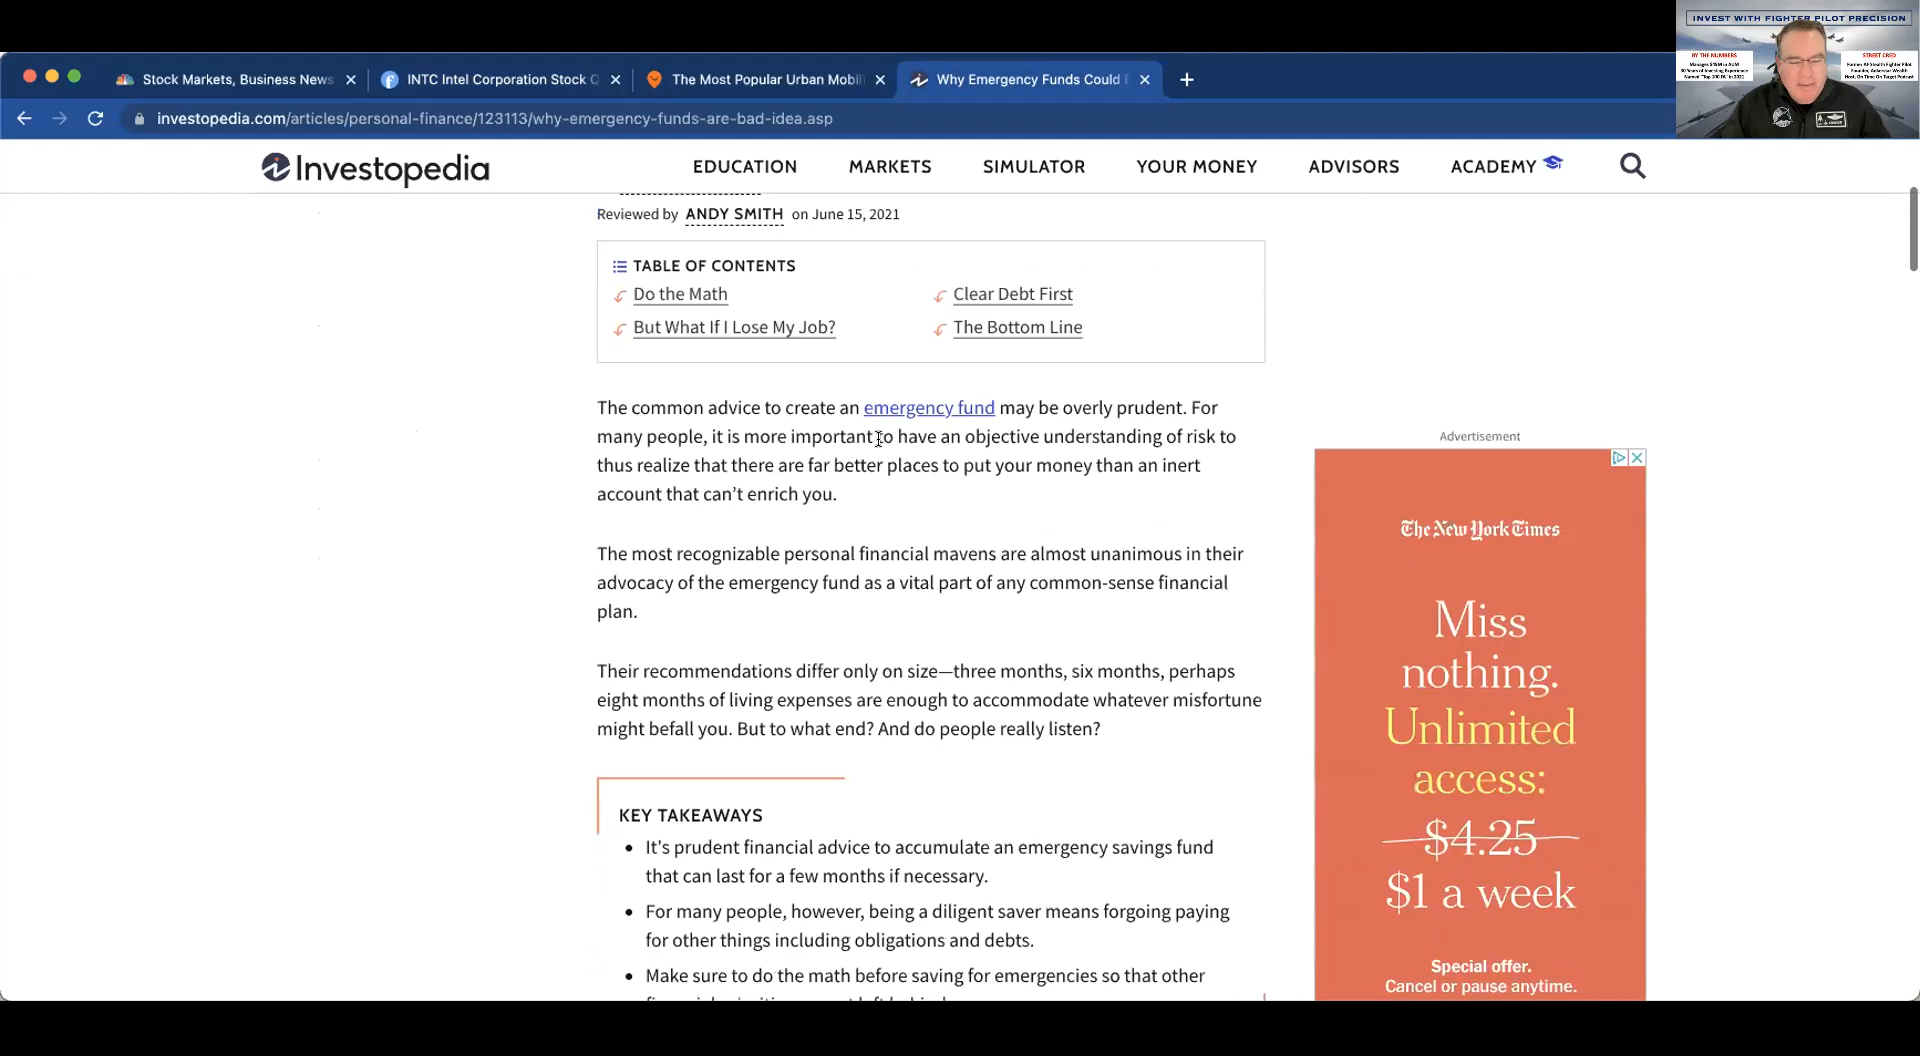 INVEST WITH FIGHTER PILOT PRECISION
BY THE NUMBERS
STREET CRED
Stock Markets, Business News
INTC Intel Corporation Stock Q
The Most Popular Urban Mobil
Why Emergency Funds Could B
investopedia.com/articles/personal-finance/123113/why-emergency-funds-are-bad-idea.asp
Investopedia
EDUCATION MARKETS SIMULATOR YOUR MONEY ADVISORS ACADEMY
Reviewed by ANDY SMITH on June 15, 2021
TABLE OF CONTENTS
Do the Math
Clear Debt First
But What If I Lose My Job?
The Bottom Line
The common advice to create an emergency fund may be overly prudent. For
many people, it is more important to have an objective understanding of risk to
thus realize that there are far better places to put your money than an inert
account that can’t enrich you.
The most recognizable personal financial mavens are almost unanimous in their
advocacy of the emergency fund as a vital part of any common-sense financial
plan.
Their recommendations differ only on size—three months, six months, perhaps
eight months of living expenses are enough to accommodate whatever misfortune
might befall you. But to what end? And do people really listen?
KEY TAKEAWAYS
It's prudent financial advice to accumulate an emergency savings fund
that can last for a few months if necessary.
For many people, however, being a diligent saver means forgoing paying
for other things including obligations and debts.
Make sure to do the math before saving for emergencies so that other
Advertisement
The New York Times
Miss
nothing.
Unlimited
access:
$4.25
$1 a week
Special offer.
Cancel or pause anytime.